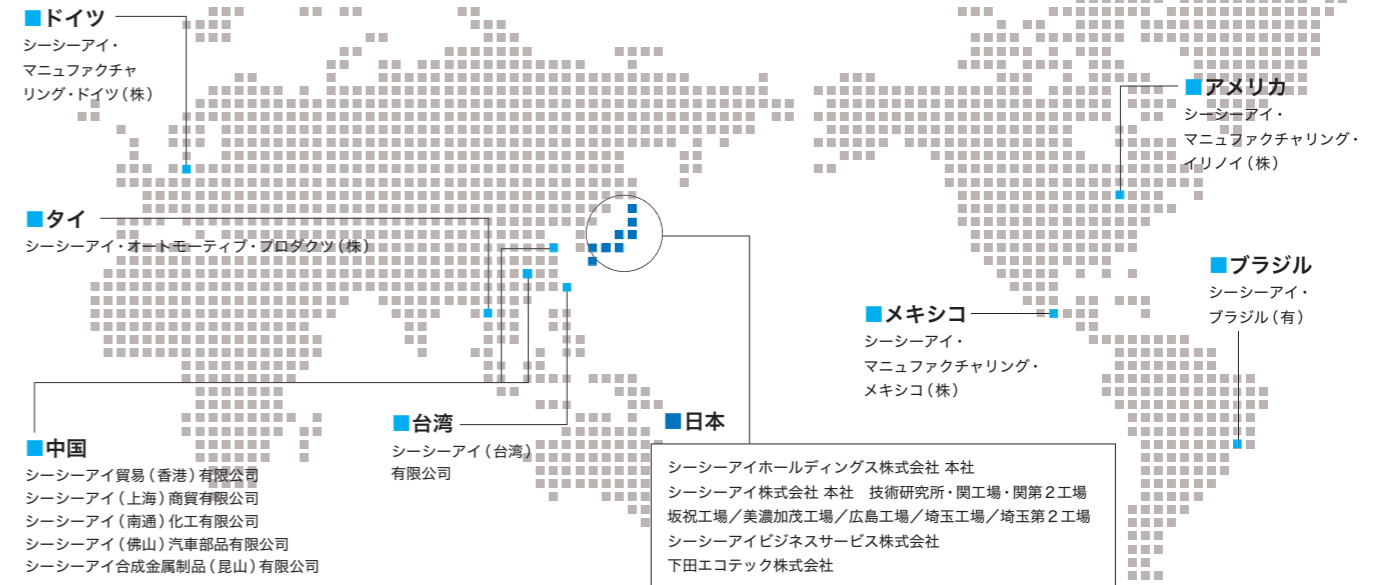 ■ドイツ
シーシーアイ・
マニュファクチャ
リング・ドイツ（株）
■アメリカ
シーシーアイ・
マニュファクチャリング・
イリノイ（株）
■タイ
シーシーアイ・オートモーティブ・プロダクツ（株）
■ブラジル
シーシーアイ・
ブラジル（有）
■メキシコ
シーシーアイ・
マニュファクチャリング・
メキシコ（株）
■中国
シーシーアイ貿易（香港）有限公司
シーシーアイ（上海）商貿有限公司
シーシーアイ（南通）化工有限公司
シーシーアイ（佛山）汽車部品有限公司
シーシーアイ合成金属制品（昆山）有限公司
■台湾
シーシーアイ（台湾）
有限公司
■日本
シーシーアイホールディングス株式会社 本社
シーシーアイ株式会社 本社　技術研究所・関工場・関第２工場
坂祝工場／美濃加茂工場／広島工場／埼玉工場／埼玉第２工場
シーシーアイビジネスサービス株式会社
下田エコテック株式会社